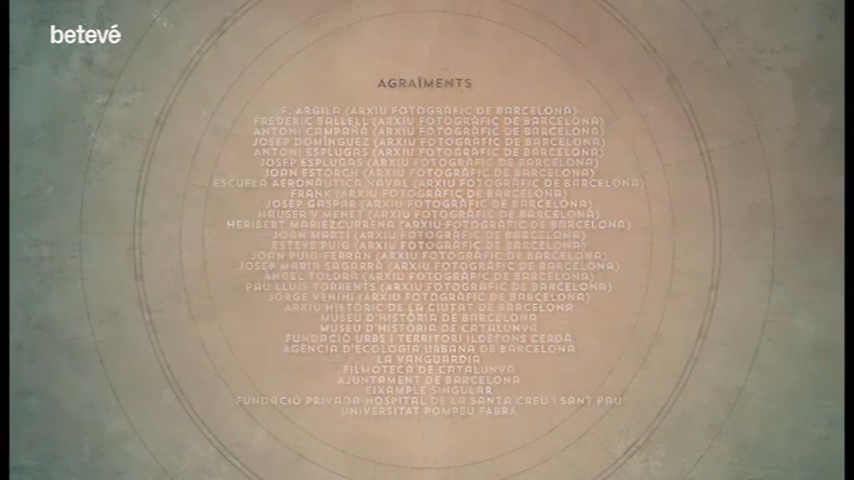 betevé
AGRAÏMENTS
F. ARGILA (ARXIU FOTOGRÀFIC DE BARCELONA)
FREDERIC BALLELL (ARXIU FOTOGRÀFIC DE BARCELONA)
ANTONI CAMPAÑÀ (ARXIU FOTOGRÀFIC DE BARCELONA)
JOSEP DOMÍNGUEZ (ARXIU FOTOGRÀFIC DE BARCELONA)
ANTONI ESPLUGAS (ARXIU FOTOGRÀFIC DE BARCELONA)
JOSEP ESPLUGAS (ARXIU FOTOGRÀFIC DE BARCELONA)
JOAN ESTORCH (ARXIU FOTOGRÀFIC DE BARCELONA)
ESCUELA AERONÀUTICA NAVAL (ARXIU FOTOGRÀFIC DE BARCELONA)
FRANK (ARXIU FOTOGRÀFIC DE BARCELONA)
JOSEP GASPAR (ARXIU FOTOGRÀFIC DE BARCELONA)
HAUSER Y MENET (ARXIU FOTOGRÀFIC DE BARCELONA)
HERIBERT MARIEZCURRENA (ARXIU FOTOGRÀFIC DE BARCELONA)
JOAN MARTÍ (ARXIU FOTOGRÀFIC DE BARCELONA)
ESTEVE PUIG (ARXIU FOTOGRÀFIC DE BARCELONA)
JOAN PUIG-FERRAN (ARXIU FOTOGRÀFIC DE BARCELONA)
JOSEP MARIA SAGARRA (ARXIU FOTOGRÀFIC DE BARCELONA)
ÀNGEL TOLDRÀ (ARXIU FOTOGRÀFIC DE BARCELONA)
PAU LLUÍS TORRENTS (ARXIU FOTOGRÀFIC DE BARCELONA)
JORGE VENINI (ARXIU FOTOGRÀFIC DE BARCELONA)
ARXIU HISTÒRIC DE LA CIUTAT DE BARCELONA
MUSEU D'HISTÒRIA DE BARCELONA
MUSEU D'HISTÒRIA DE CATALUNYA
FUNDACIÓ URBS I TERRITORI ILDEFONS CERDÀ
AGÈNCIA D'ECOLOGIA URBANA DE BARCELONA
LA VANGUARDIA
FILMOTECA DE CATALUNYA
AJUNTAMENT DE BARCELONA
EIXAMPLE SINGULAR
FUNDACIÓ PRIVADA HOSPITAL DE LA SANTA CREU I SANT PAU
UNIVERSITAT POMPEU FABRA